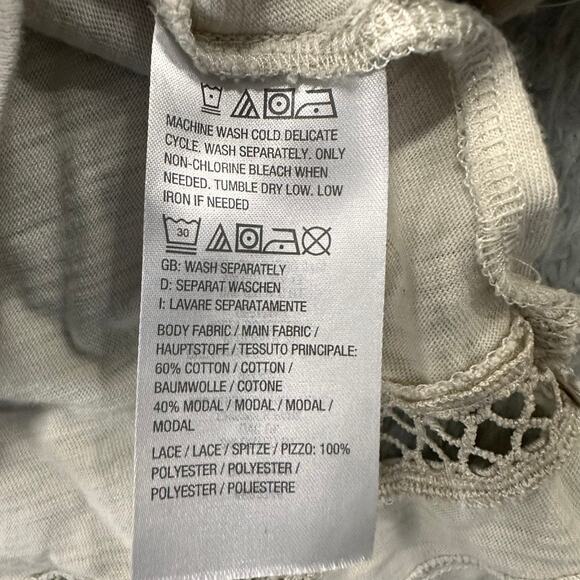 MACHINE WASH COLD DELICATE
CYCLE. WASH SEPARATELY. ONLY
NON-CHLORINE BLEACH WHEN
NEEDED. TUMBLE DRY LOW. LOW
IRON IF NEEDED
30
GB: WASH SEPARATELY
D: SEPARAT WASCHEN
I: LAVARE SEPARATAMENTE
BODY FABRIC / MAIN FABRIC /
HAUPTSTOFF / TESSUTO PRINCIPALE:
60% COTTON / COTTON /
BAUMWOLLE / COTONE
40% MODAL / MODAL / MODAL /
MODAL
LACE / LACE / SPITZE / PIZZO: 100%
POLYESTER / POLYESTER /
POLYESTER / POLIESTERE